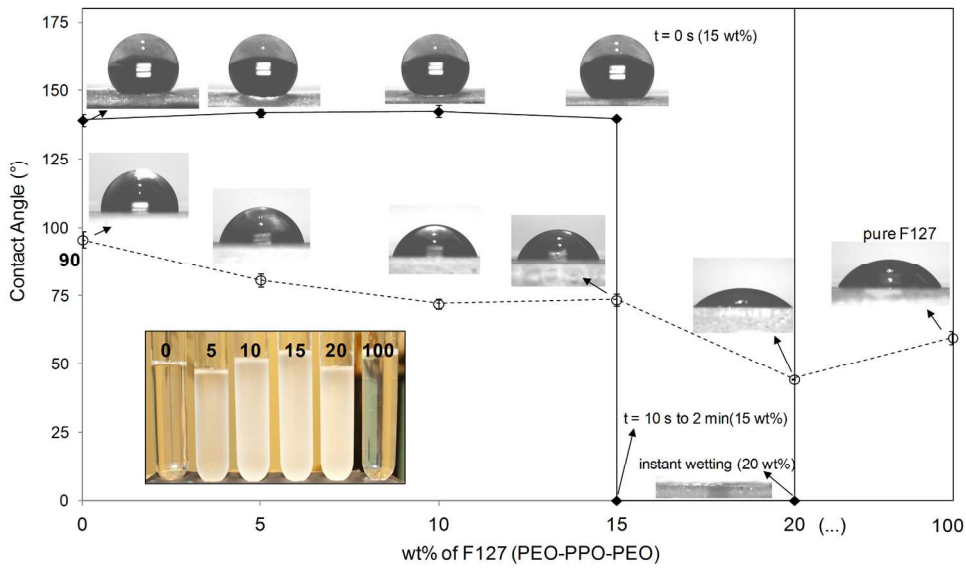 175
t = 0 s (15 wt%)
150
125
100
90
pure F127
75
50
0 5 10 15 20 100
25
t = 10 s to 2 min(15 wt%)
instant wetting (20 wt%)
0
Contact Angle (°)
0 5 10 15 20 (...) 100
wt% of F127 (PEO-PPO-PEO)